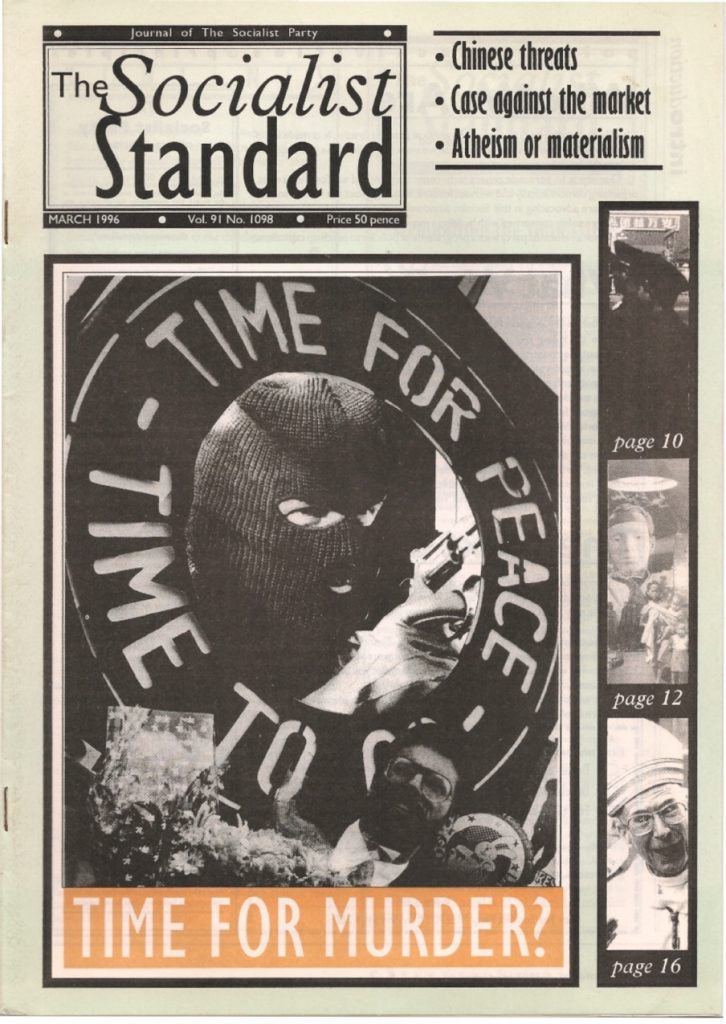 Journal of The Socialist Party
The Socialist
Standard
MARCH 1996 • Vol. 91 No. 1098 • Price 50 pence
• Chinese threats
• Case against the market
• Atheism or materialism
TIME FOR PEACE - TIME TO
TIME FOR MURDER?
page 10
page 12
page 16